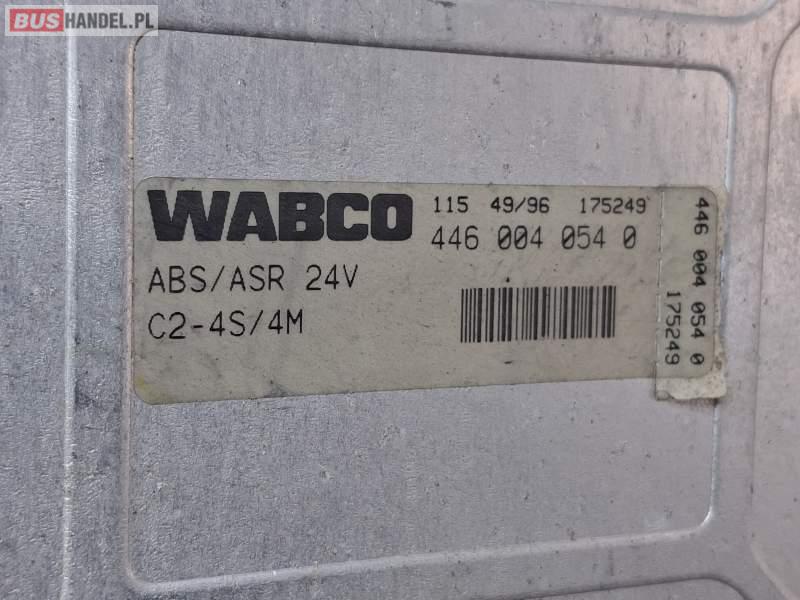 BUSHANDEL.PL
WABCO
115 49/96 175249
446 004 054 0
ABS/ASR 24V
C2-4S/4M
446 004 054 0
175249